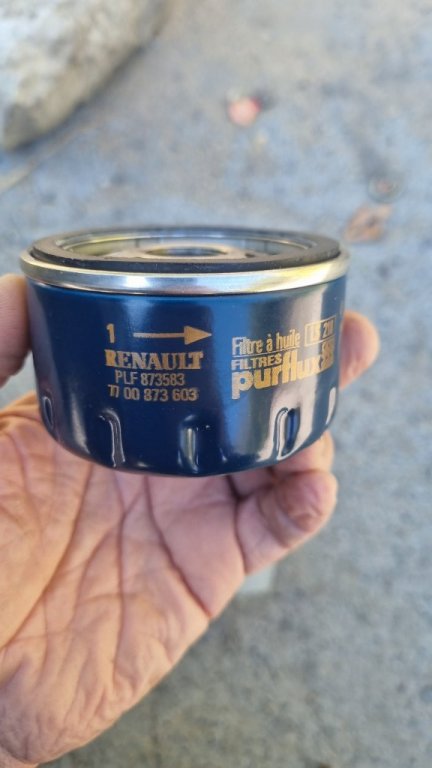 1
RENAULT
PLF 873583
77 00 873 603
Filtre à huile
FILTRES
purflux